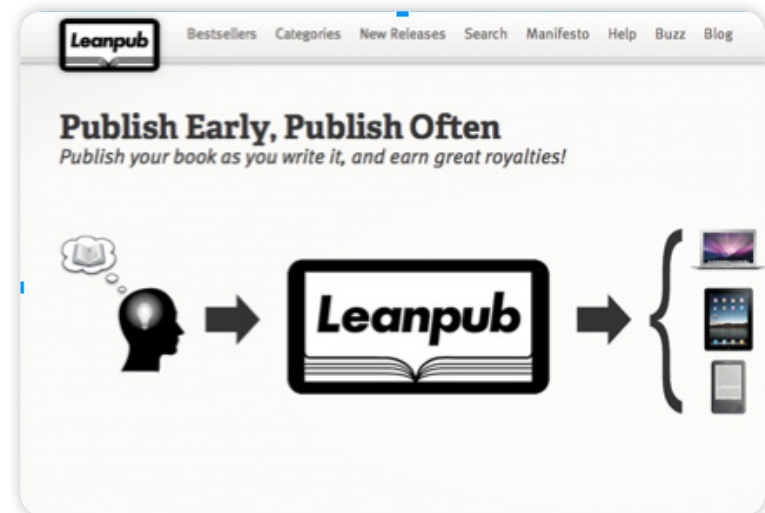 Leanpub
Bestsellers Categories New Releases Search Manifesto Help Buzz Blog
Publish Early, Publish Often
Publish your book as you write it, and earn great royalties!
Leanpub